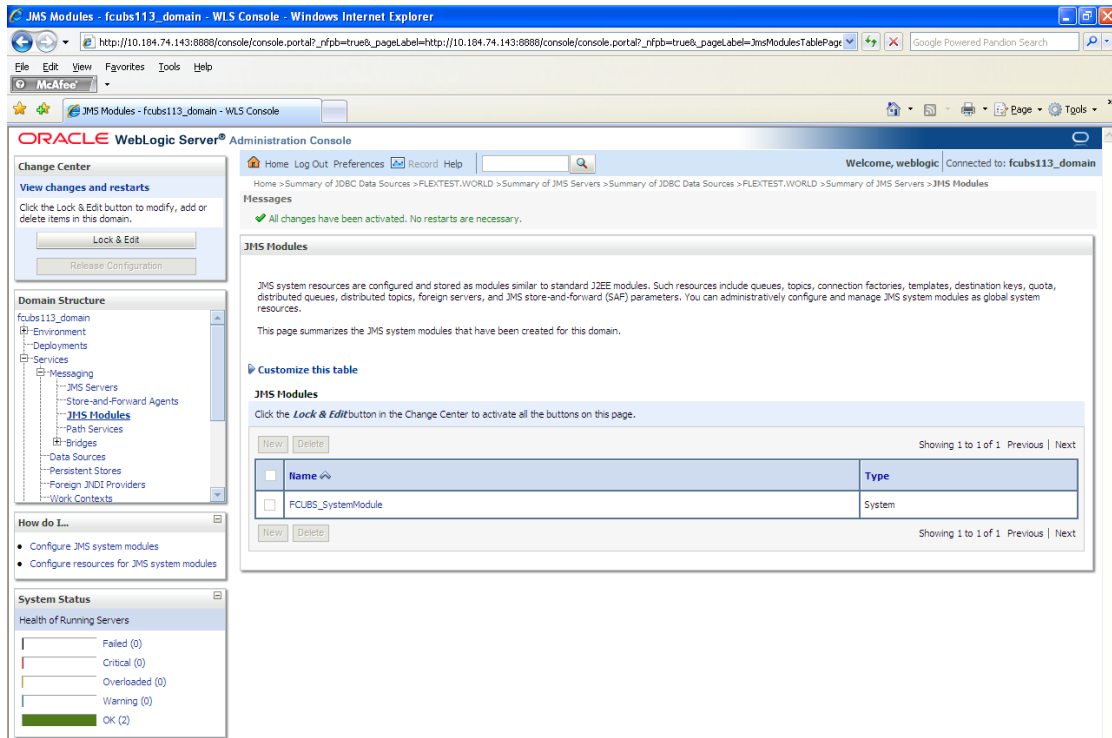 JMS Modules - fcubs113_domain - WLS Console - Windows Internet Explorer
http://10.184.74.143:8888/console/console.portal?_nfpb=true&_pageLabel=http://10.184.74.143:8888/console/console.portal?_nfpb=true&_pageLabel=JmsModulesTablePage
Google Powered Pandion Search
File Edit View Favorites Tools Help
McAfee
JMS Modules - fcubs113_domain - WLS Console
Page Tools
ORACLE WebLogic Server® Administration Console
Change Center
View changes and restarts
Click the Lock & Edit button to modify, add or
delete items in this domain.
Lock & Edit
Release Configuration
Domain Structure
fcubs113_domain
Environment
Deployments
Services
Messaging
JMS Servers
Store-and-Forward Agents
JMS Modules
Path Services
Bridges
Data Sources
Persistent Stores
Foreign JNDI Providers
Work Contexts
How do I...
Configure JMS system modules
Configure resources for JMS system modules
System Status
Health of Running Servers
Failed (0)
Critical (0)
Overloaded (0)
Warning (0)
OK (2)
Home Log Out Preferences Record Help
Welcome, weblogic Connected to: fcubs113_domain
Home >Summary of JDBC Data Sources >FLEXTEST.WORLD >Summary of JMS Servers >Summary of JDBC Data Sources >FLEXTEST.WORLD >Summary of JMS Servers >JMS Modules
Messages
All changes have been activated. No restarts are necessary.
JMS Modules
JMS system resources are configured and stored as modules similar to standard J2EE modules. Such resources include queues, topics, connection factories, templates, destination keys, quota,
distributed queues, distributed topics, foreign servers, and JMS store-and-forward (SAF) parameters. You can administratively configure and manage JMS system modules as global system
resources.
This page summarizes the JMS system modules that have been created for this domain.
Customize this table
JMS Modules
Click the Lock & Edit button in the Change Center to activate all the buttons on this page.
New Delete
Showing 1 to 1 of 1 Previous | Next
Name Type
FCUBS_SystemModule System
New Delete
Showing 1 to 1 of 1 Previous | Next